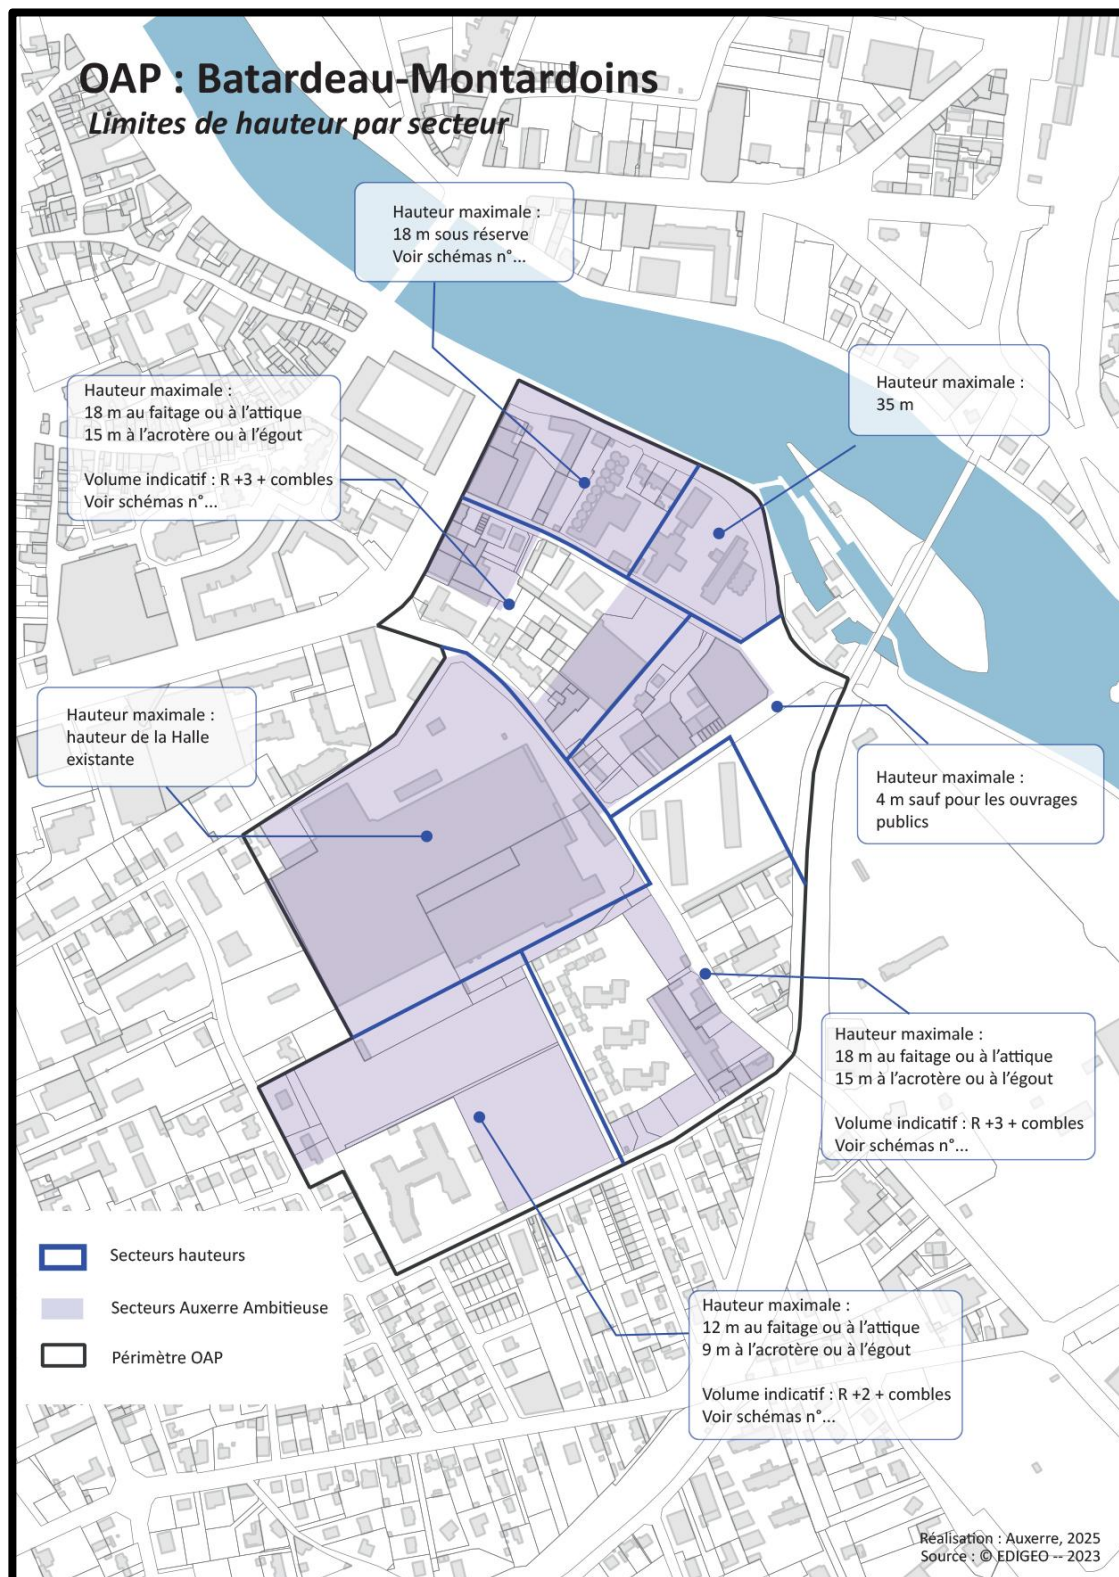 OAP : Batardeau-Montardoins
Limites de hauteur par secteur
Hauteur maximale :
18 m sous réserve
Voir schémas n°...
Hauteur maximale :
35 m
Hauteur maximale :
18 m au faitage ou à l'attique
15 m à l'acrotère ou à l'égout
Volume indicatif : R +3 + combles
Voir schémas n°...
Hauteur maximale :
hauteur de la Halle
existante
Hauteur maximale :
4 m sauf pour les ouvrages
publics
Hauteur maximale :
18 m au faitage ou à l'attique
15 m à l'acrotère ou à l'égout
Volume indicatif : R +3 + combles
Voir schémas n°...
Secteurs hauteurs
Secteurs Auxerre Ambitieuse
Périmètre OAP
Hauteur maximale :
12 m au faitage ou à l'attique
9 m à l'acrotère ou à l'égout
Volume indicatif : R +2 + combles
Voir schémas n°...
Réalisation : Auxerre, 2025
Source : © EDIGEO -- 2023